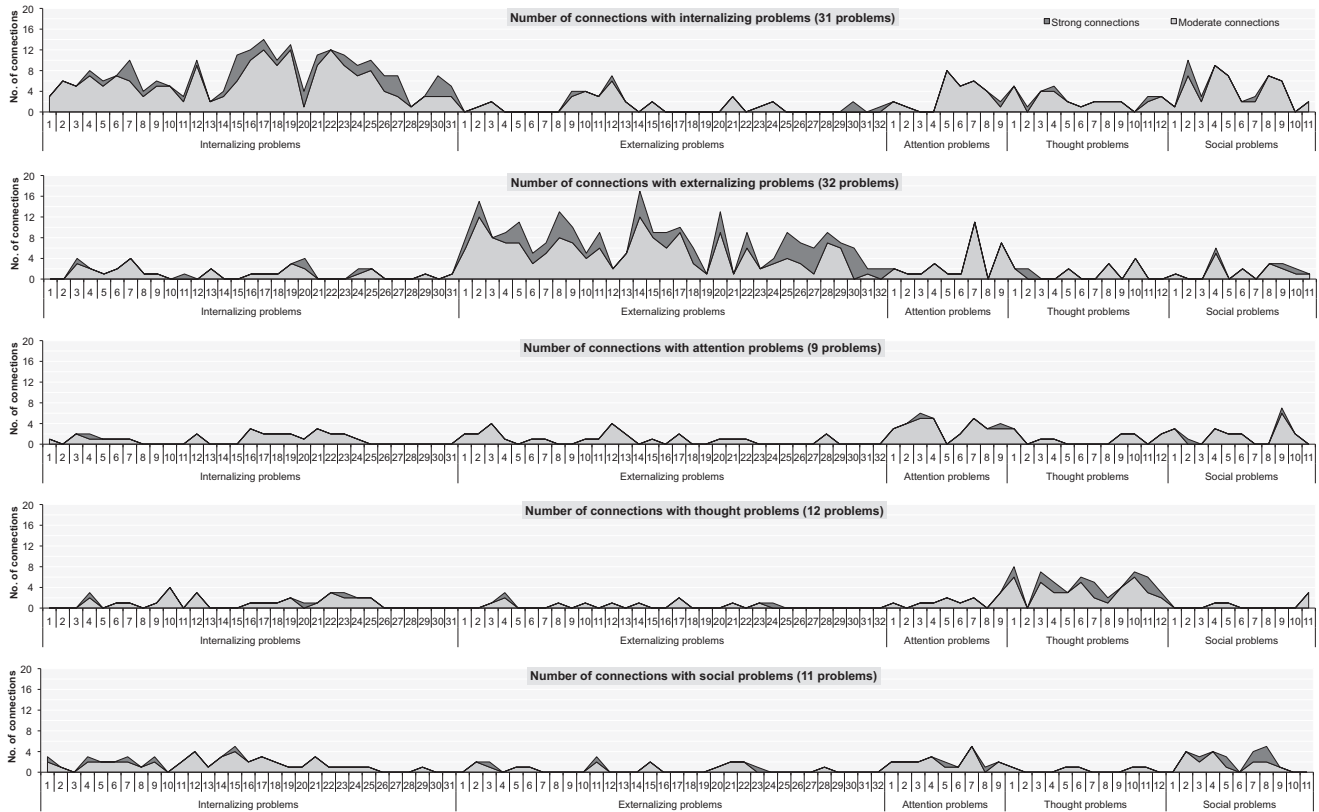 Number of connections with internalizing problems (31 problems)
Strong connections Moderate connections
No. of connections
20
16
12
8
4
0
1 2 3 4 5 6 7 8 9 10 11 12 13 14 15 16 17 18 19 20 21 22 23 24 25 26 27 28 29 30 31 1 2 3 4 5 6 7 8 9 10 11 12 13 14 15 16 17 18 19 20 21 22 23 24 25 26 27 28 29 30 31 32 1 2 3 4 5 6 7 8 9 1 2 3 4 5 6 7 8 9 10 11 12 1 2 3 4 5 6 7 8 9 10 11
Internalizing problems Externalizing problems Attention problems Thought problems Social problems
Number of connections with externalizing problems (32 problems)
No. of connections
20
16
12
8
4
0
1 2 3 4 5 6 7 8 9 10 11 12 13 14 15 16 17 18 19 20 21 22 23 24 25 26 27 28 29 30 31 1 2 3 4 5 6 7 8 9 10 11 12 13 14 15 16 17 18 19 20 21 22 23 24 25 26 27 28 29 30 31 32 1 2 3 4 5 6 7 8 9 1 2 3 4 5 6 7 8 9 10 11 12 1 2 3 4 5 6 7 8 9 10 11
Internalizing problems Externalizing problems Attention problems Thought problems Social problems
Number of connections with attention problems (9 problems)
No. of connections
20
16
12
8
4
0
1 2 3 4 5 6 7 8 9 10 11 12 13 14 15 16 17 18 19 20 21 22 23 24 25 26 27 28 29 30 31 1 2 3 4 5 6 7 8 9 10 11 12 13 14 15 16 17 18 19 20 21 22 23 24 25 26 27 28 29 30 31 32 1 2 3 4 5 6 7 8 9 1 2 3 4 5 6 7 8 9 10 11 12 1 2 3 4 5 6 7 8 9 10 11
Internalizing problems Externalizing problems Attention problems Thought problems Social problems
Number of connections with thought problems (12 problems)
No. of connections
20
16
12
8
4
0
1 2 3 4 5 6 7 8 9 10 11 12 13 14 15 16 17 18 19 20 21 22 23 24 25 26 27 28 29 30 31 1 2 3 4 5 6 7 8 9 10 11 12 13 14 15 16 17 18 19 20 21 22 23 24 25 26 27 28 29 30 31 32 1 2 3 4 5 6 7 8 9 1 2 3 4 5 6 7 8 9 10 11 12 1 2 3 4 5 6 7 8 9 10 11
Internalizing problems Externalizing problems Attention problems Thought problems Social problems
Number of connections with social problems (11 problems)
No. of connections
20
16
12
8
4
0
1 2 3 4 5 6 7 8 9 10 11 12 13 14 15 16 17 18 19 20 21 22 23 24 25 26 27 28 29 30 31 1 2 3 4 5 6 7 8 9 10 11 12 13 14 15 16 17 18 19 20 21 22 23 24 25 26 27 28 29 30 31 32 1 2 3 4 5 6 7 8 9 1 2 3 4 5 6 7 8 9 10 11 12 1 2 3 4 5 6 7 8 9 10 11
Internalizing problems Externalizing problems Attention problems Thought problems Social problems